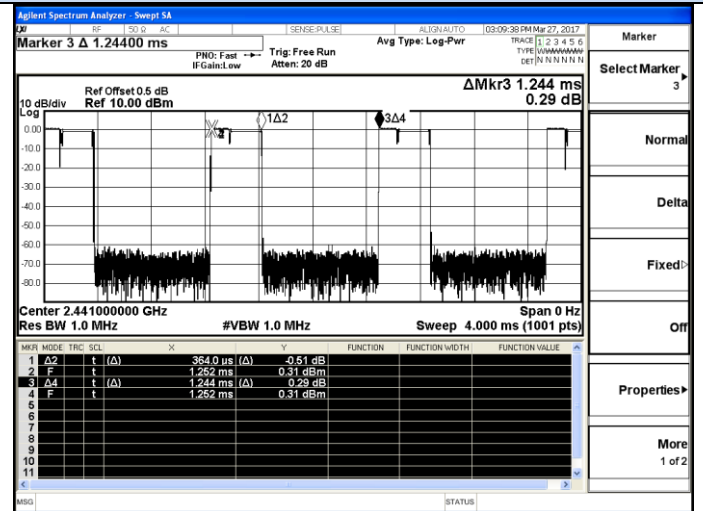 Agilent Spectrum Analyzer - Swept SA
LXI RF 50 Ω AC SENSE:PULSE ALIGNAUTO 03:09:38 PM Mar 27, 2017
Marker 3 Δ 1.24400 ms
PNO: Fast
IFGain:Low
Trig: Free Run
Atten: 20 dB
Avg Type: Log-Pwr
TRACE 1 2 3 4 5 6
TYPE
DET N N N N N N
Ref Offset 0.5 dB
10 dB/div Ref 10.00 dBm
ΔMkr3 1.244 ms
0.29 dB
Log
1Δ2
3Δ4
0.00
-10.0
-20.0
-30.0
-40.0
-50.0
-60.0
-70.0
-80.0
Center 2.441000000 GHz Span 0 Hz
Res BW 1.0 MHz #VBW 1.0 MHz Sweep 4.000 ms (1001 pts)
MKR MODE TRC SCL X Y FUNCTION FUNCTION WIDTH FUNCTION VALUE
1 Δ2 t (Δ) 364.0 µs (Δ) -0.51 dB
2 F t 1.252 ms 0.31 dBm
3 Δ4 t (Δ) 1.244 ms (Δ) 0.29 dB
4 F t 1.252 ms 0.31 dBm
5
6
7
8
9
10
11
MSG STATUS
Marker
Select Marker
3
Normal
Delta
Fixed
Off
Properties
More
1 of 2